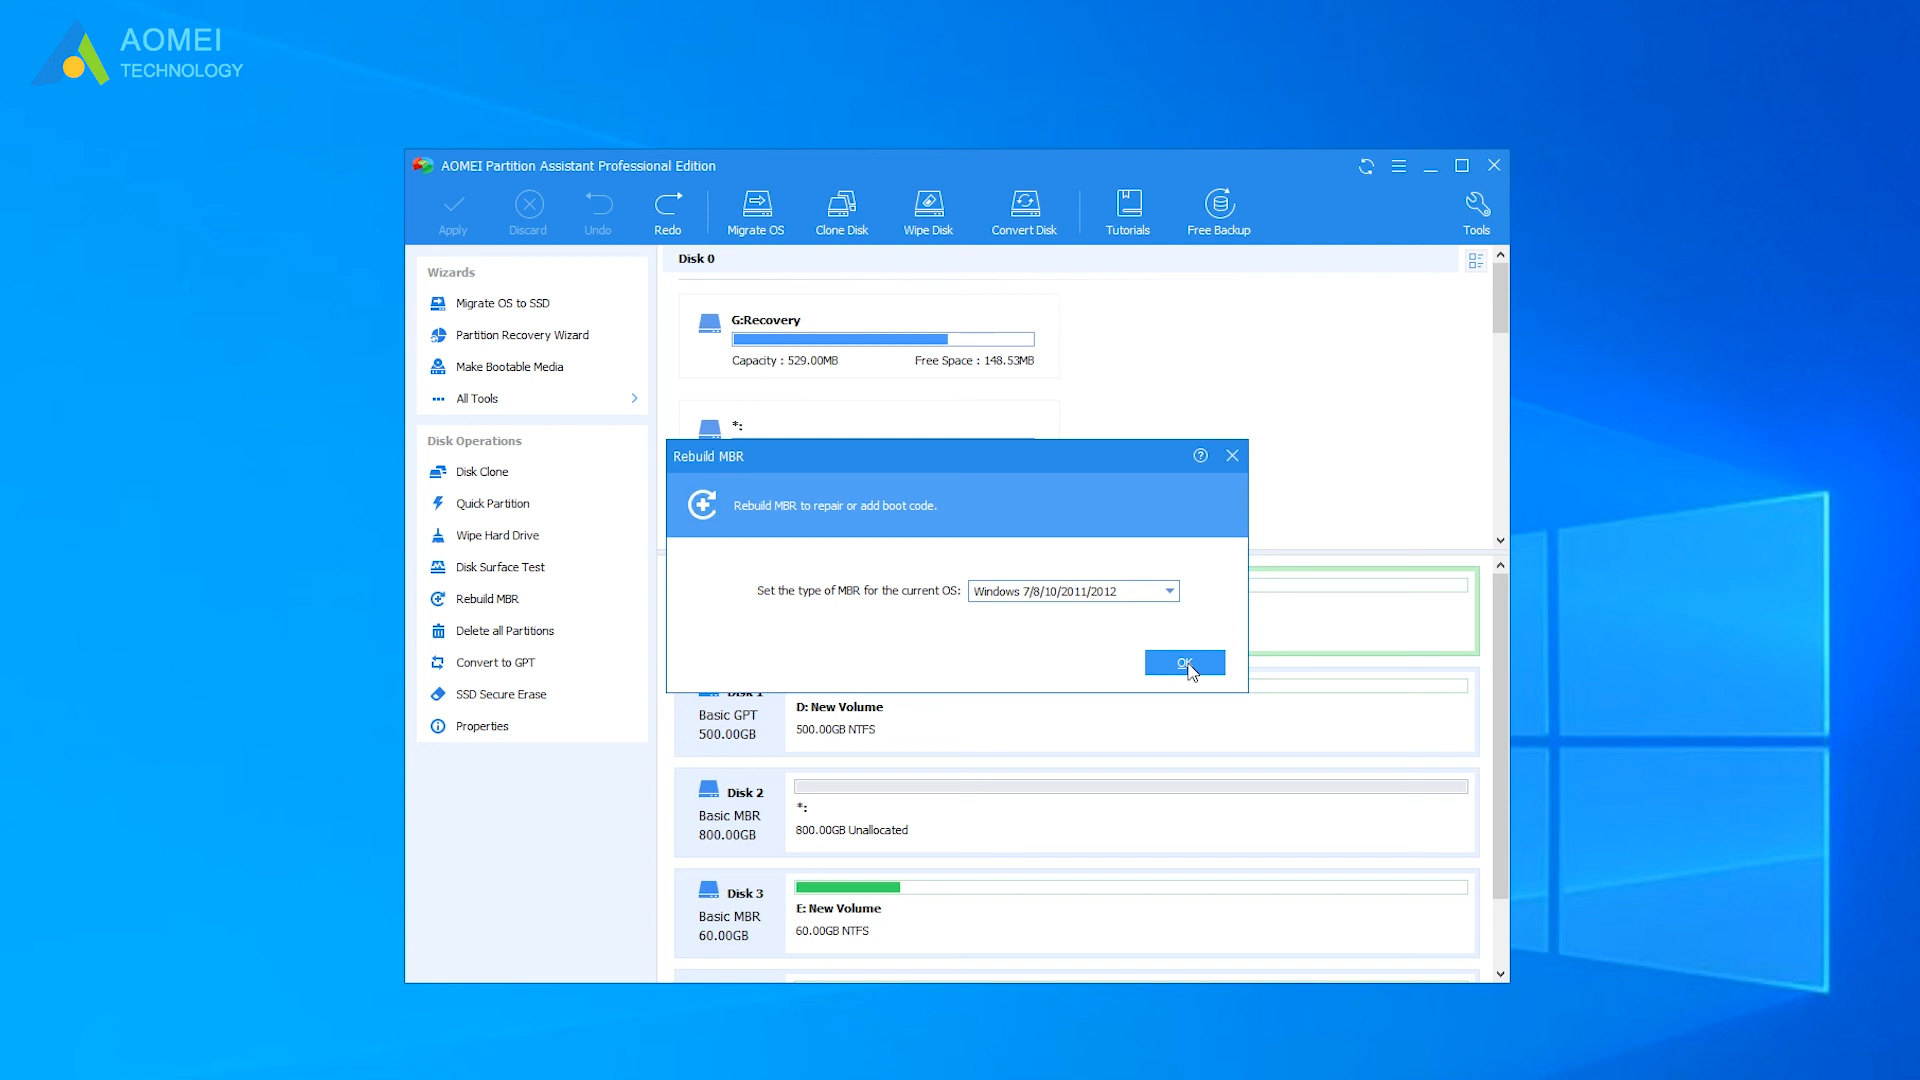 AOMEI
TECHNOLOGY
AOMEI Partition Assistant Professional Edition
Apply
Discard
Undo
Redo
Migrate OS
Clone Disk
Wipe Disk
Convert Disk
Tutorials
Free Backup
Tools
Wizards
Migrate OS to SSD
Partition Recovery Wizard
Make Bootable Media
All Tools
Disk Operations
Disk Clone
Quick Partition
Wipe Hard Drive
Disk Surface Test
Rebuild MBR
Delete all Partitions
Convert to GPT
SSD Secure Erase
Properties
Disk 0
G:Recovery
Capacity : 529.00MB
Free Space : 148.53MB
*:
Rebuild MBR
Rebuild MBR to repair or add boot code.
Set the type of MBR for the current OS:
Windows 7/8/10/2011/2012
OK
Disk 1
Basic GPT
500.00GB
D: New Volume
500.00GB NTFS
Disk 2
Basic MBR
800.00GB
*:
800.00GB Unallocated
Disk 3
Basic MBR
60.00GB
E: New Volume
60.00GB NTFS